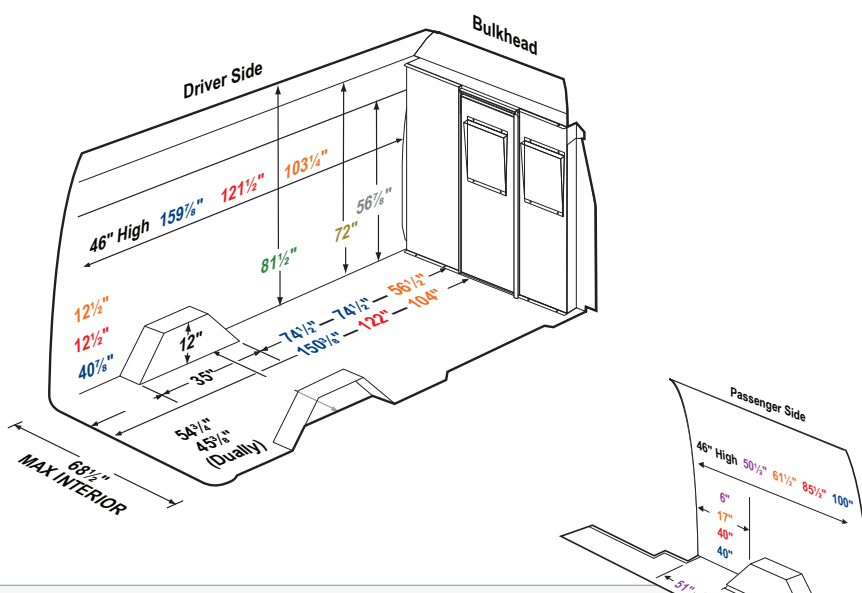 Bulkhead
Driver Side
46" High 159⅞" 121½" 103¼"
56⅞"
72"
81½"
12½"
12½"
40⅞"
12"
74½" 74½" 56½"
150⅜" 122" 104"
35"
54¾"
45⅜"
(Dually)
68½"
MAX INTERIOR
Passenger Side
46" High 50½" 61½" 85½" 100"
6"
17"
40"
40"
51"